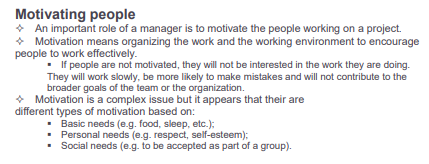 Motivating people
✧ An important role of a manager is to motivate the people working on a project.
✧ Motivation means organizing the work and the working environment to encourage
people to work effectively.
▪ If people are not motivated, they will not be interested in the work they are doing.
They will work slowly, be more likely to make mistakes and will not contribute to the
broader goals of the team or the organization.
✧ Motivation is a complex issue but it appears that their are
different types of motivation based on:
▪ Basic needs (e.g. food, sleep, etc.);
▪ Personal needs (e.g. respect, self-esteem);
▪ Social needs (e.g. to be accepted as part of a group).